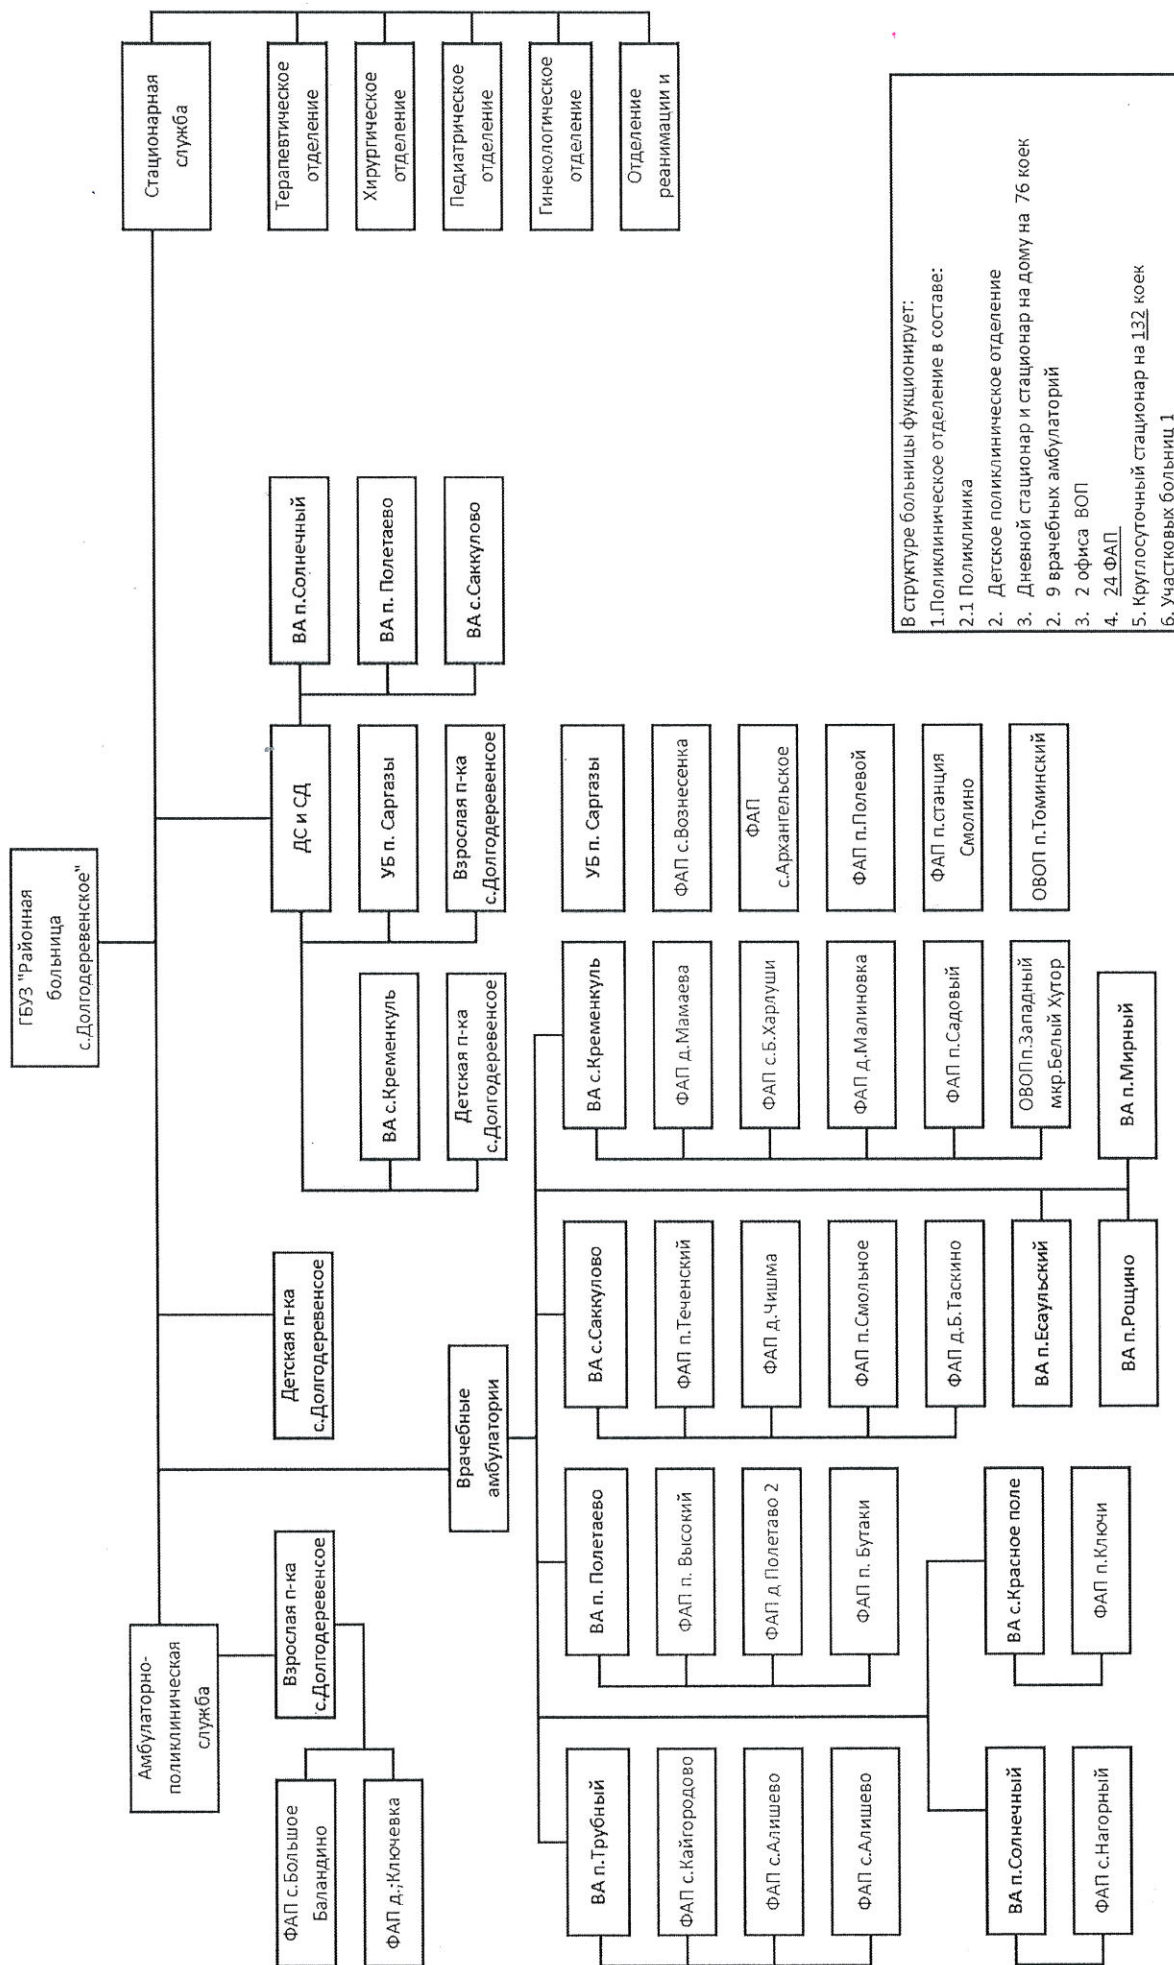 ГБУЗ "Районная
больница
с.Долгодеревенское"
Амбулаторно-
поликлиническая
служба
Стационарная
служба
Взрослая п-ка
с.Долгодеревенсое
ФАП с.Большое
Баландино
ФАП д.;Ключевка
Детская п-ка
с.Долгодеревенсое
ДС и СД
УБ п. Саргазы
Взрослая п-ка
с.Долгодеревенсое
ВА с.Кременкуль
Детская п-ка
с.Долгодеревенсое
ВА п.Солнечный
ВА п. Полетаево
ВА с.Саккулово
Терапевтическое
отделение
Хирургическое
отделение
Педиатрическое
отделение
Гинекологическое
отделение
Отделение
реанимации и
Врачебные
амбулатории
ВА п.Трубный
ФАП с.Кайгородово
ФАП с.Алишево
ФАП с.Алишево
ВА п.Солнечный
ФАП с.Нагорный
ВА п. Полетаево
ФАП п. Высокий
ФАП д Полетаво 2
ФАП п. Бутаки
ВА с.Красное поле
ФАП п.Ключи
ВА с.Саккулово
ФАП п.Теченский
ФАП д.Чишма
ФАП п.Смольное
ФАП д.Б.Таскино
ВА п.Есаульский
ВА п.Рощино
ВА с.Кременкуль
ФАП д.Мамаева
ФАП с.Б.Харлуши
ФАП д.Малиновка
ФАП п.Садовый
ОВОПп.Западный
мкр.Белый Хутор
ВА п.Мирный
УБ п. Саргазы
ФАП с.Вознесенка
ФАП
с.Архангельское
ФАП п.Полевой
ФАП п.станция
Смолино
ОВОП п.Томинский
В структуре больницы фукционирует:
1.Поликлиническое отделение в составе:
2.1 Поликлиника
2. Детское поликлиническое отделение
3. Дневной стационар и стационар на дому на 76 коек
2. 9 врачебных амбулаторий
3. 2 офиса ВОП
4. 24 ФАП
5. Круглосуточный стационар на 132 коек
6. Участковых больниц 1